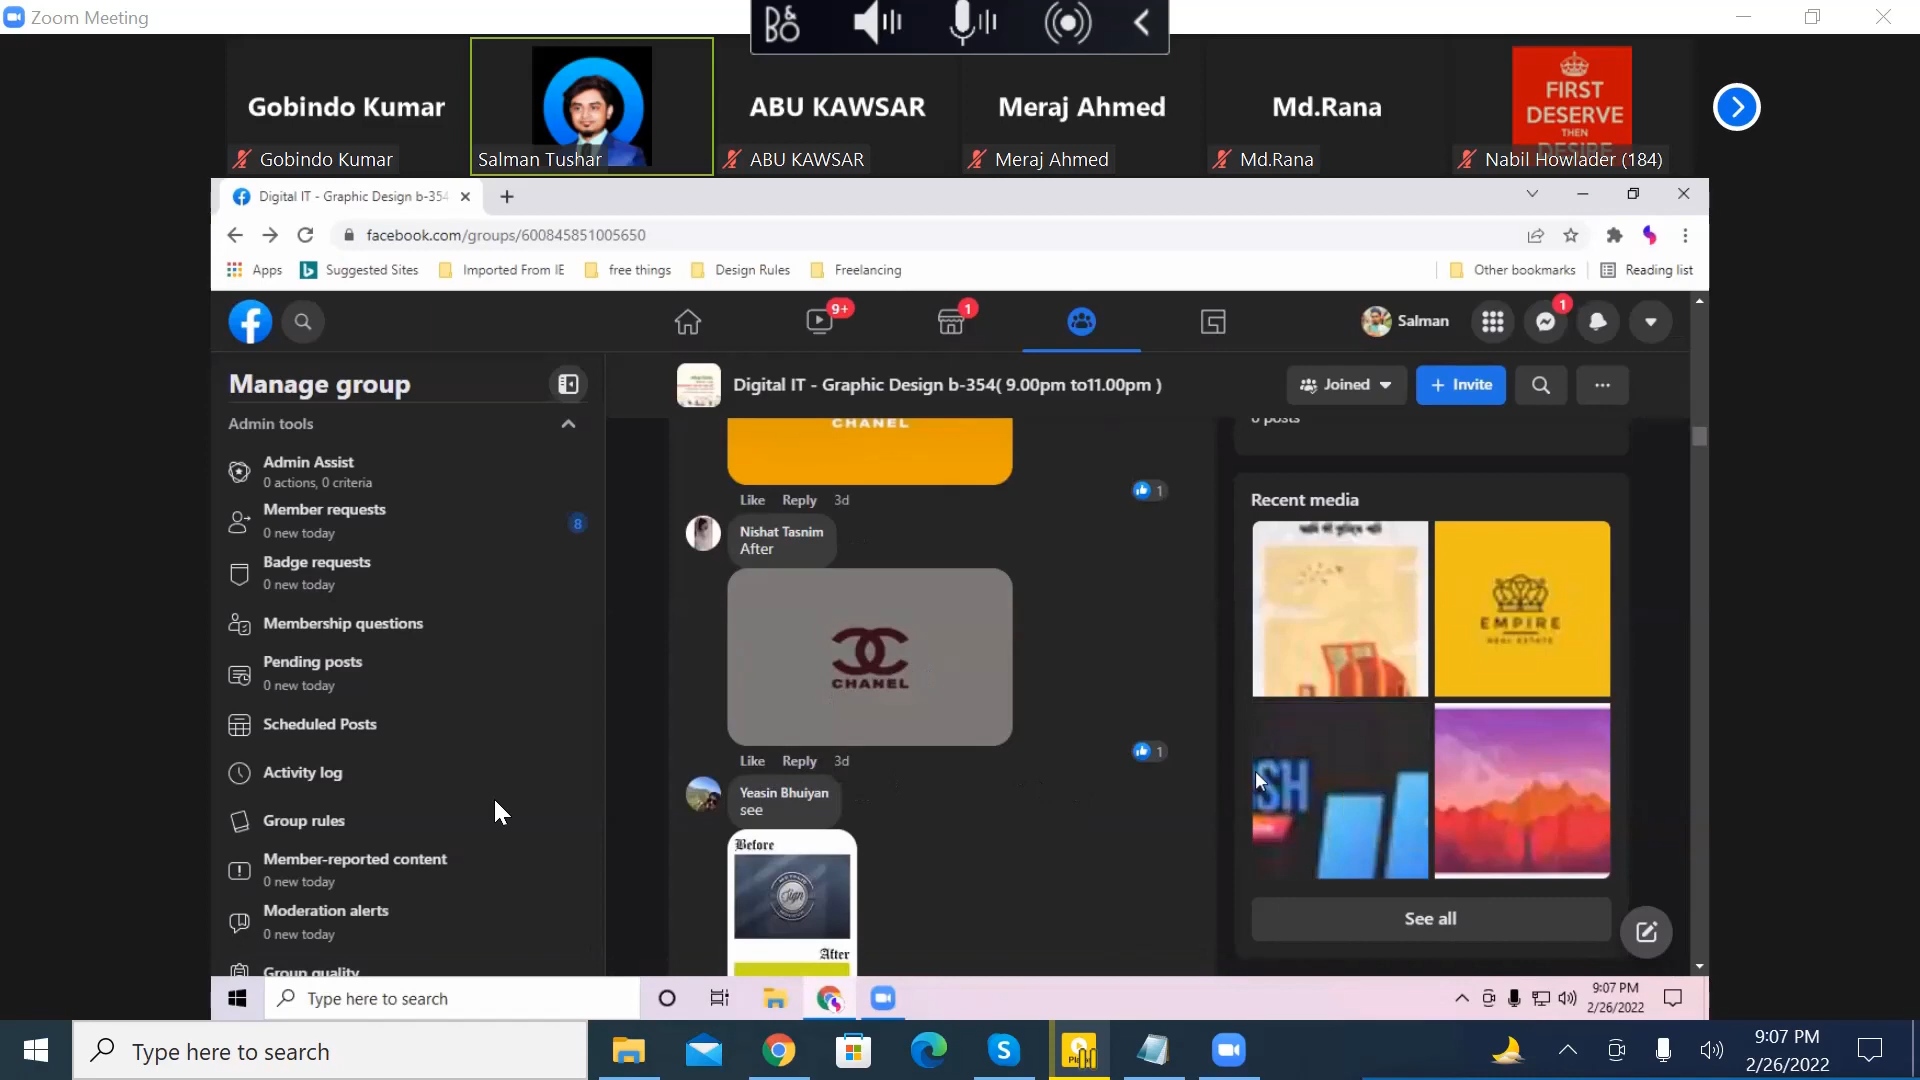 Zoom Meeting
B&O
Gobindo Kumar
ABU KAWSAR
Meraj Ahmed
Md.Rana
FIRST
DESERVE
THEN
DESIRE
Gobindo Kumar
Salman Tushar
ABU KAWSAR
Meraj Ahmed
Md.Rana
Nabil Howlader (184)
Digital IT - Graphic Design b-354
facebook.com/groups/600845851005650
Apps
Suggested Sites
Imported From IE
free things
Design Rules
Freelancing
Other bookmarks
Reading list
9+
1
Salman
1
Manage group
Digital IT - Graphic Design b-354( 9.00pm to11.00pm )
Joined
+ Invite
Admin tools
Admin Assist
0 actions, 0 criteria
Member requests
0 new today
8
Badge requests
0 new today
Membership questions
Pending posts
0 new today
Scheduled Posts
Activity log
Group rules
Member-reported content
0 new today
Moderation alerts
0 new today
Group quality
CHANEL
Like Reply 3d
1
Nishat Tasnim
After
CHANEL
Like Reply 3d
1
Yeasin Bhuiyan
see
Before
Sign
After
0 posts
Recent media
EMPIRE
REAL ESTATE
SH
See all
Type here to search
9:07 PM
2/26/2022
Type here to search
9:07 PM
2/26/2022